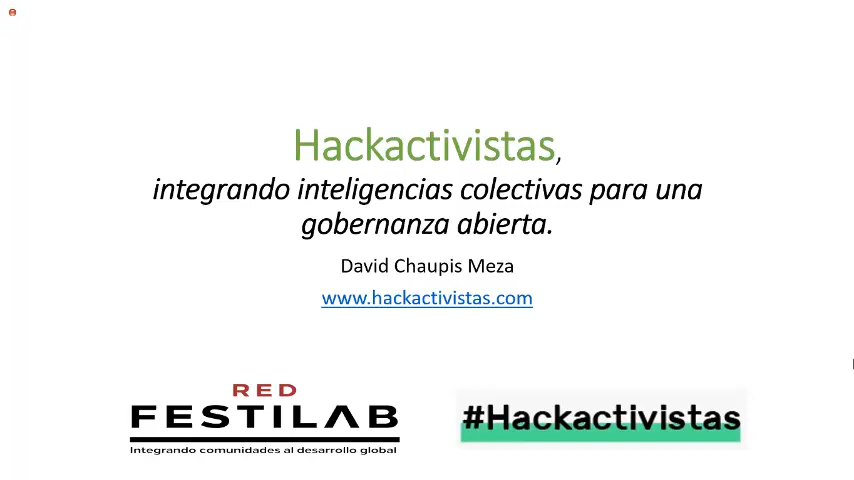 Hackactivistas,
integrando inteligencias colectivas para una
gobernanza abierta.
David Chaupis Meza
www.hackactivistas.com
RED
FESTILAB
Integrando comunidades al desarrollo global
#Hackactivistas